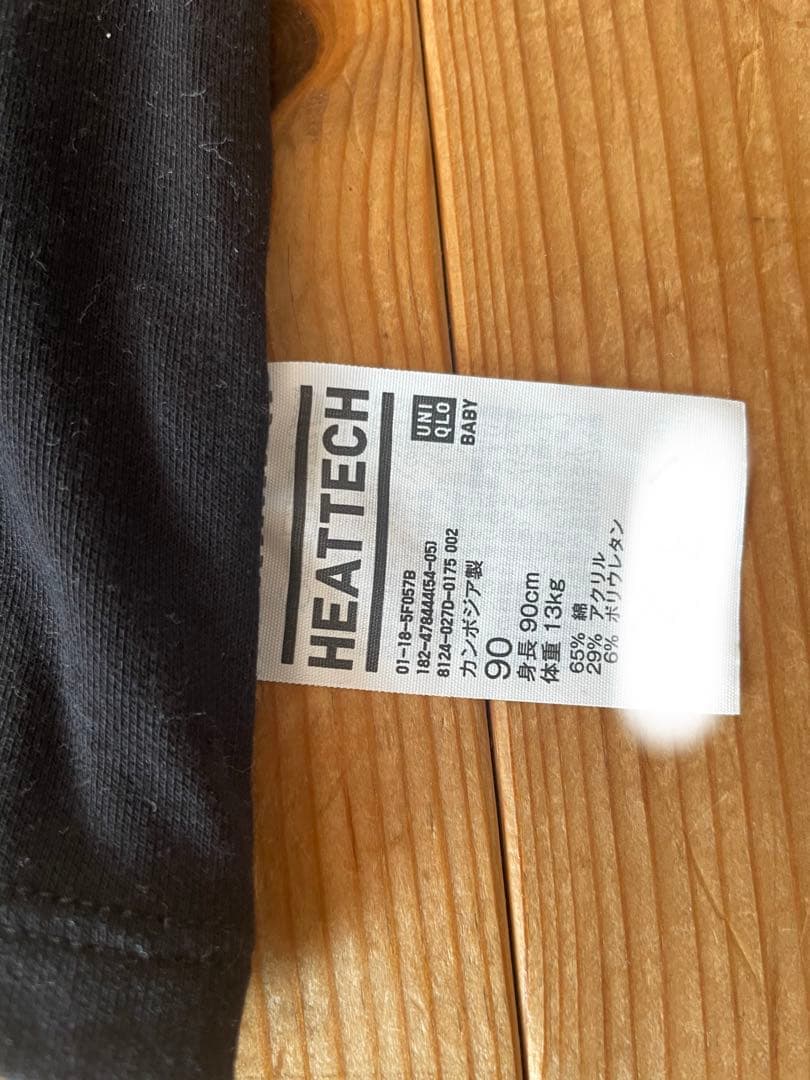 HEATTECH
UNI
QLO
BABY
01-18-5F057B
182-478444(54-05)
8124-027D-0175 002
カンボジア製
90
身長 90cm
体重 13kg
65% 綿
29% アクリル
6% ポリウレタン